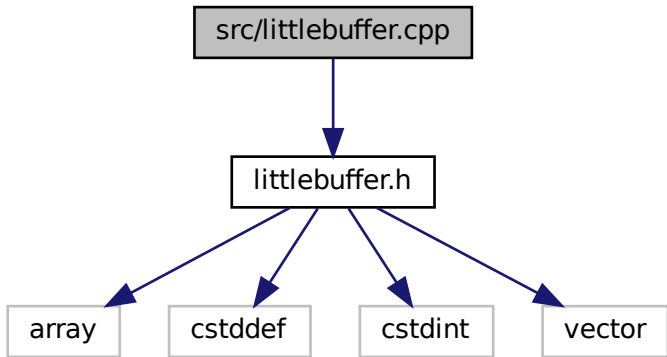 src/littlebuffer.cpp
littlebuffer.h
array
cstddef
cstdint
vector